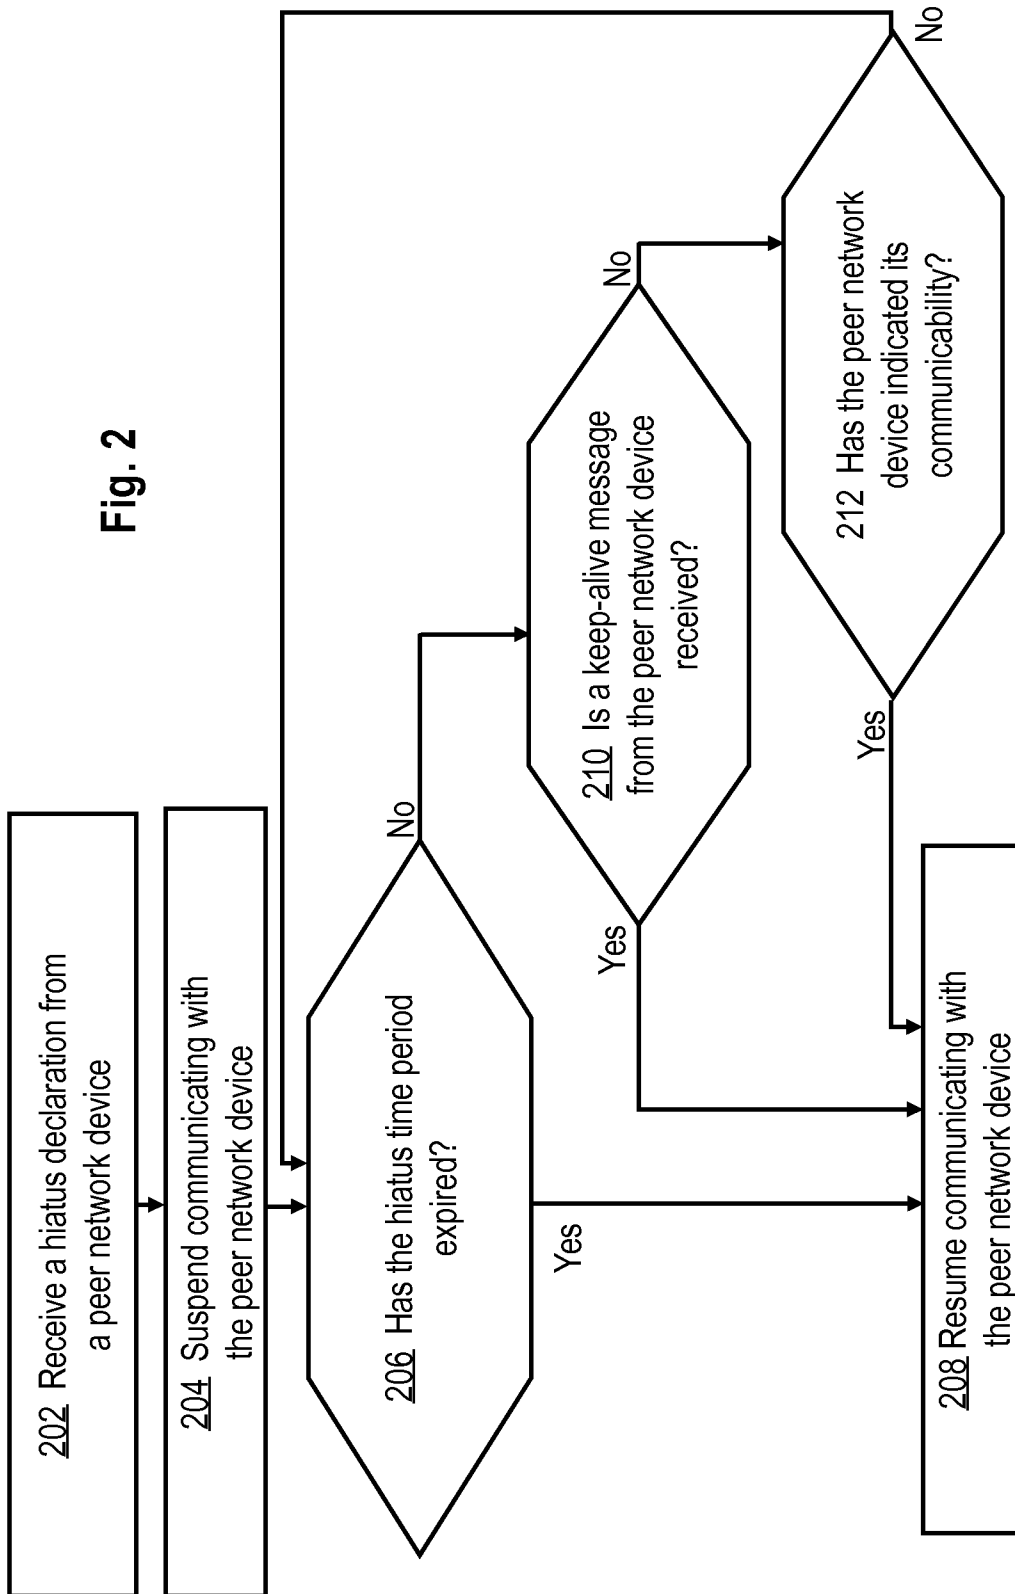 Fig. 2
202 Receive a hiatus declaration from
a peer network device
204 Suspend communicating with
the peer network device
206 Has the hiatus time period
expired?
No
Yes
210 Is a keep-alive message
from the peer network device
received?
No
Yes
212 Has the peer network
device indicated its
communicability?
No
Yes
208 Resume communicating with
the peer network device